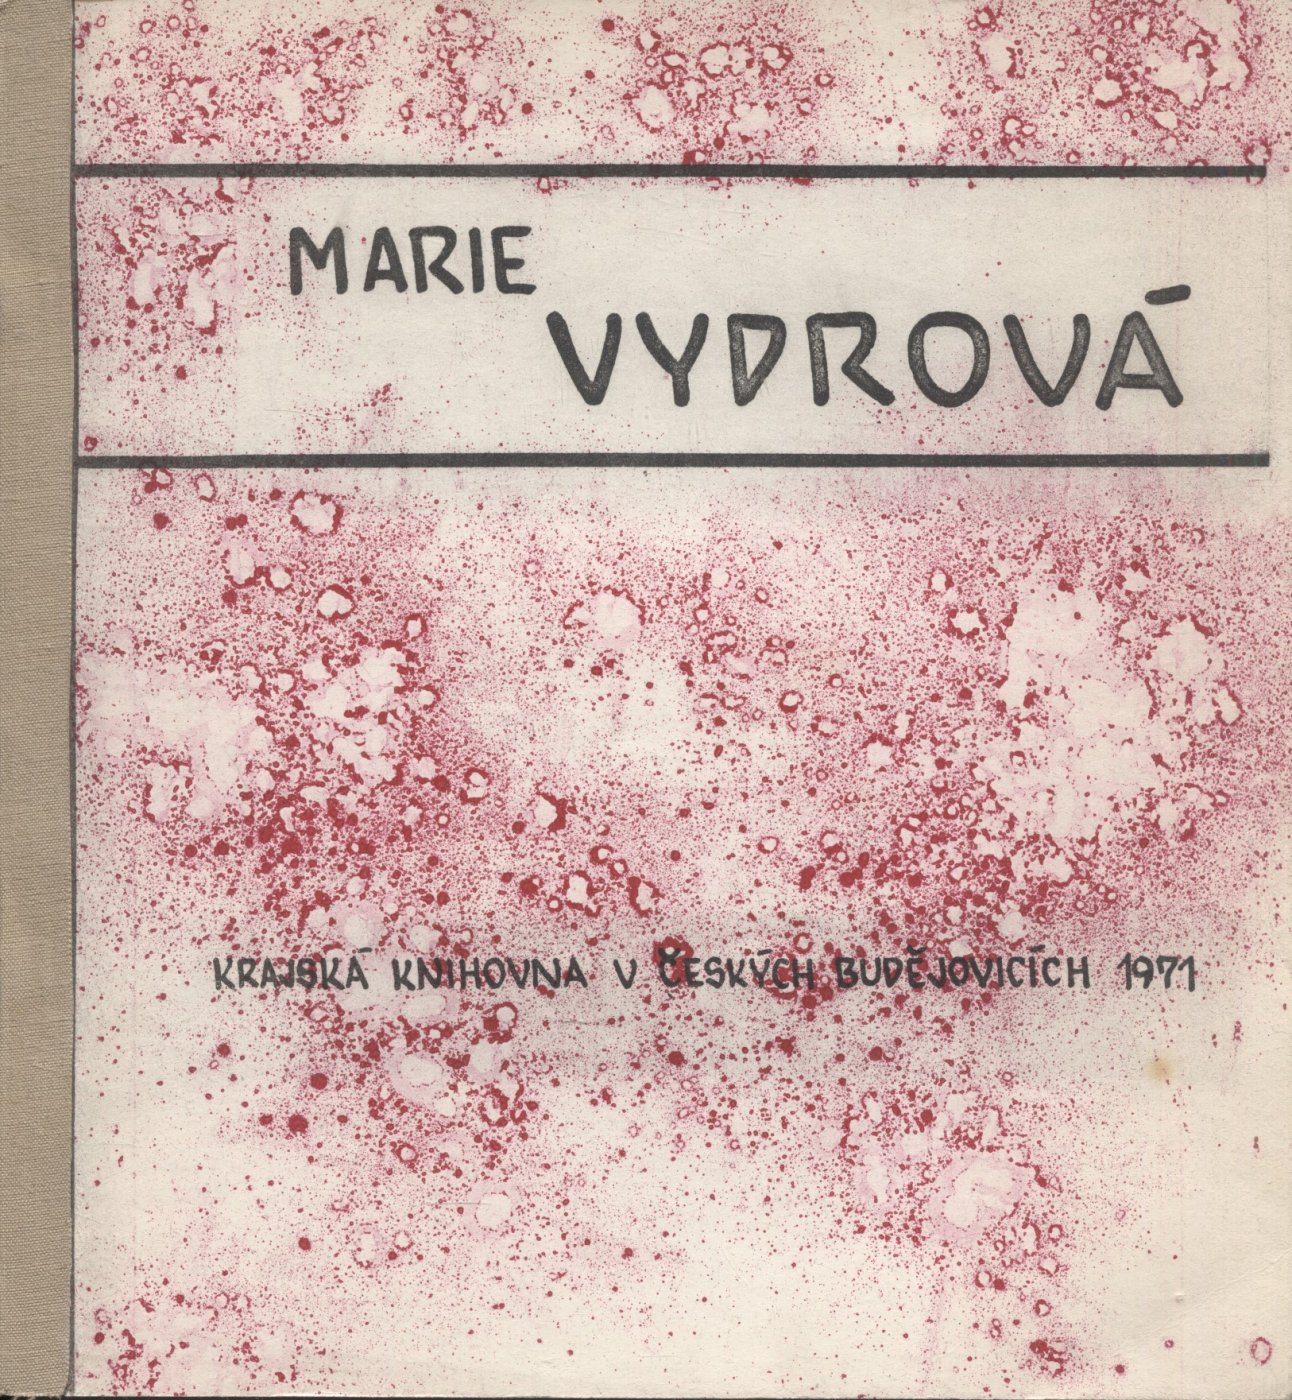 MARIE
VYDROVÁ
KRAJSKÁ KNIHOVNA V ČESKÝCH BUDĚJOVICÍCH 1971